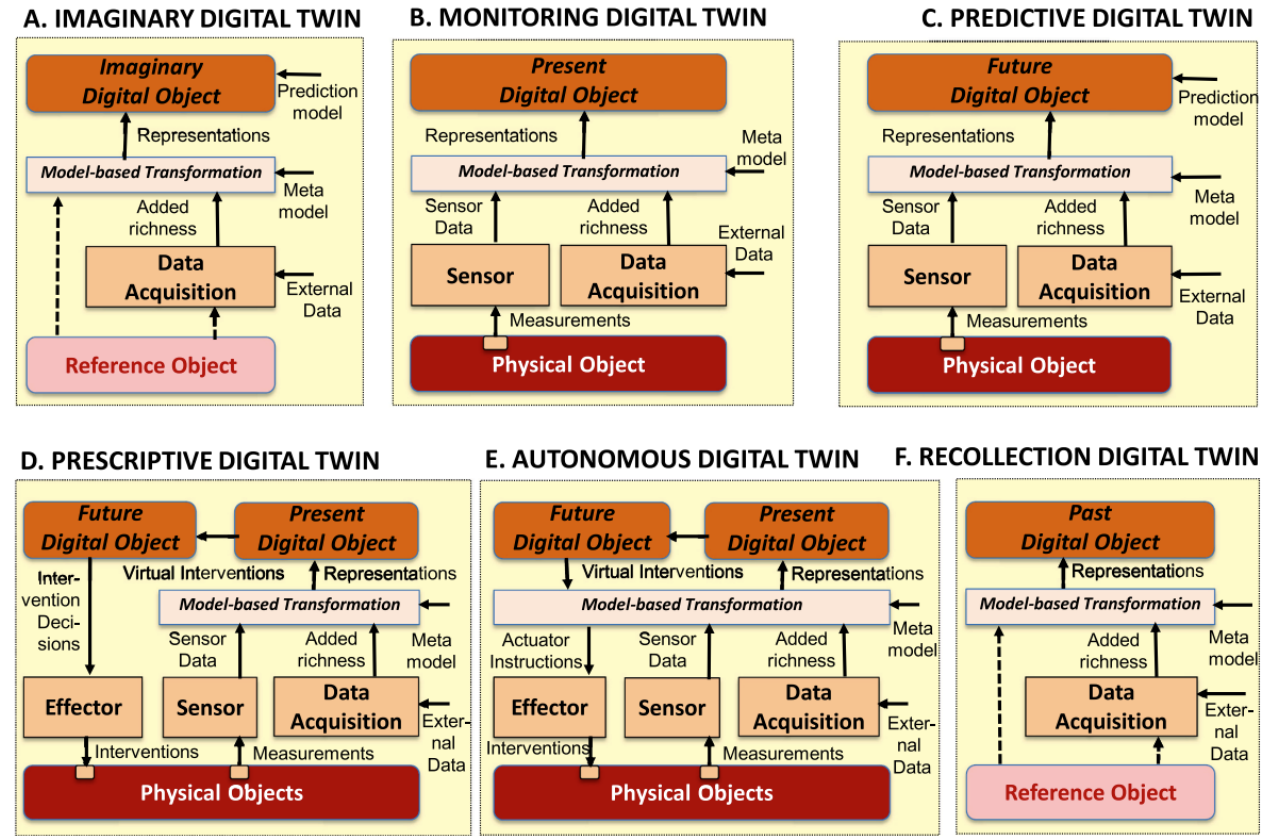 A. IMAGINARY DIGITAL TWIN
Imaginary
Digital Object
Prediction
model
Representations
Model-based Transformation
Meta
model
Added
richness
Data
Acquisition
External
Data
Reference Object
B. MONITORING DIGITAL TWIN
Present
Digital Object
Representations
Meta
model
Model-based Transformation
Sensor
Data
Added
richness
External
Data
Sensor
Data
Acquisition
Measurements
Physical Object
C. PREDICTIVE DIGITAL TWIN
Future
Digital Object
Prediction
model
Representations
Model-based Transformation
Meta
model
Sensor
Data
Added
richness
Sensor
Data
Acquisition
External
Data
Measurements
Physical Object
D. PRESCRIPTIVE DIGITAL TWIN
Future
Digital Object
Present
Digital Object
Inter-
vention
Deci-
sions
Virtual Interventions
Representations
Model-based Transformation
Sensor
Data
Added
richness
Meta
model
Effector
Sensor
Data
Acquisition
Exter-
nal
Data
Interventions
Measurements
Physical Objects
E. AUTONOMOUS DIGITAL TWIN
Future
Digital Object
Present
Digital Object
Virtual Interventions
Representations
Model-based Transformation
Actuator
Instructions
Sensor
Data
Added
richness
Meta
model
Effector
Sensor
Data
Acquisition
Exter-
nal
Data
Interventions
Measurements
Physical Objects
F. RECOLLECTION DIGITAL TWIN
Past
Digital Object
Representations
Model-based Transformation
Added
richness
Meta
model
Data
Acquisition
Exter-
nal
Data
Reference Object